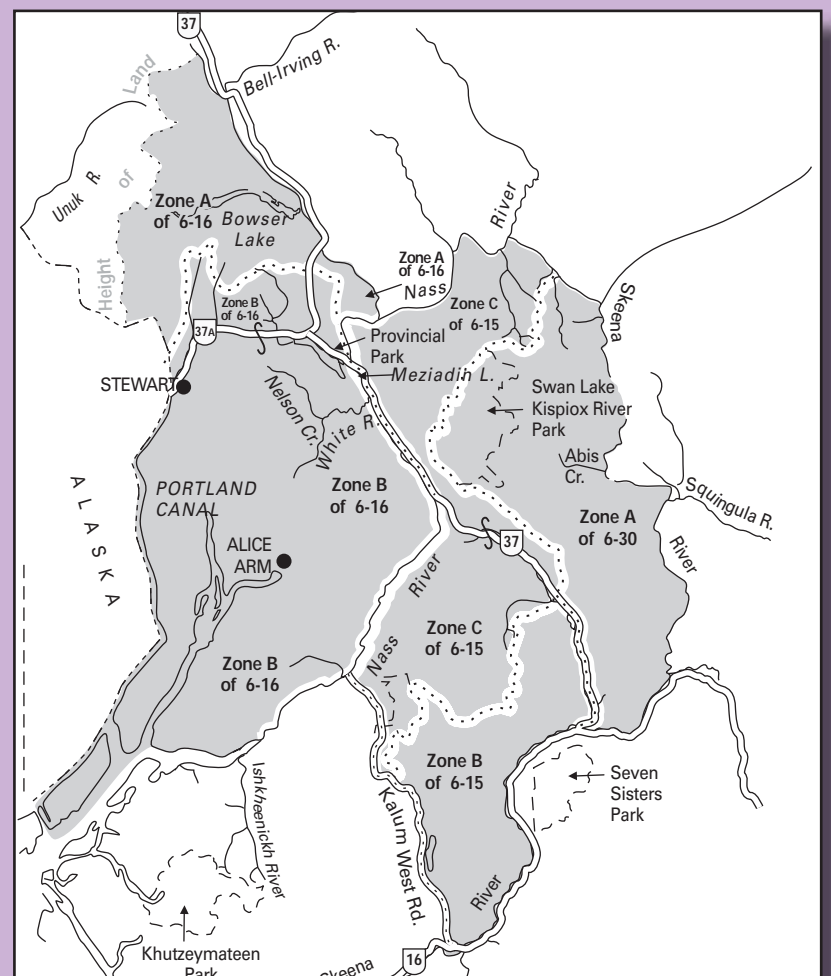 37
Bell-Irving R.
Land
of
Height
Unuk R.
Zone A
of 6-16
Bowser
Lake
River
Zone A
of 6-16
Nass
Zone B
of 6-16
Zone C
of 6-15
Skeena
37A
Provincial
Park
Meziadin L.
STEWART
Nelson Cr.
White R.
Swan Lake
Kispiox River
Park
Abis
Cr.
Squingula R.
ALASKA
PORTLAND
CANAL
Zone B
of 6-16
Zone A
of 6-30
37
ALICE
ARM
River
River
Nass
Zone C
of 6-15
Zone B
of 6-16
Zone B
of 6-15
Seven
Sisters
Park
Ishkheenickh River
Kalum West Rd.
River
Khutzeymateen
Park
Skeena
16